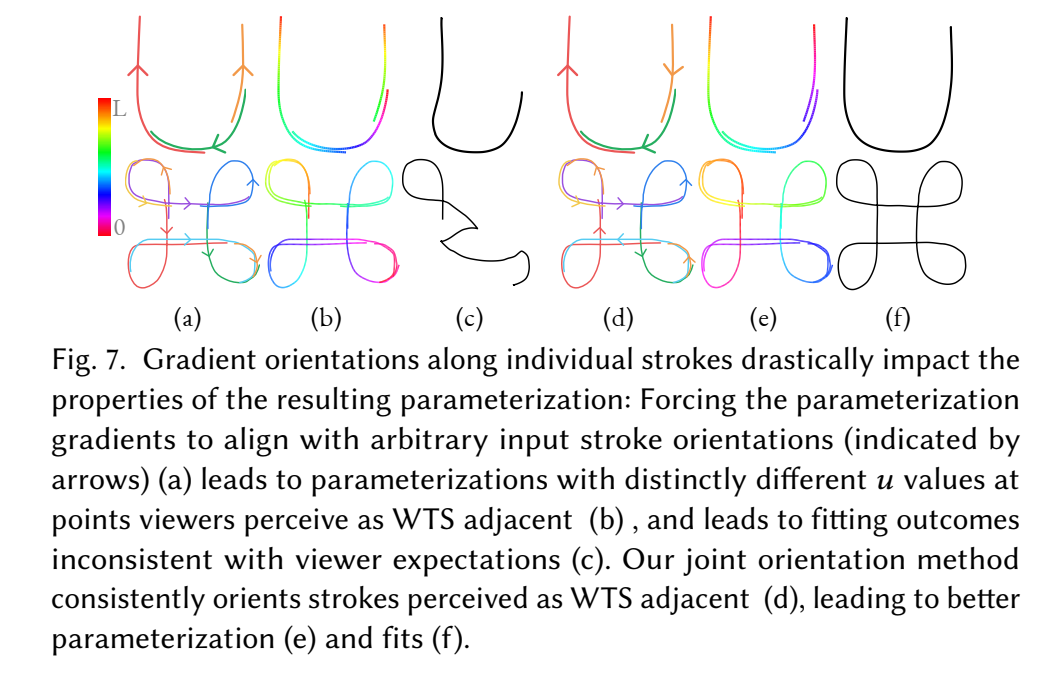 L
0
(a) (b) (c) (d) (e) (f)
Fig. 7. Gradient orientations along individual strokes drastically impact the
properties of the resulting parameterization: Forcing the parameterization
gradients to align with arbitrary input stroke orientations (indicated by
arrows) (a) leads to parameterizations with distinctly different u values at
points viewers perceive as WTS adjacent (b) , and leads to fitting outcomes
inconsistent with viewer expectations (c). Our joint orientation method
consistently orients strokes perceived as WTS adjacent (d), leading to better
parameterization (e) and fits (f).